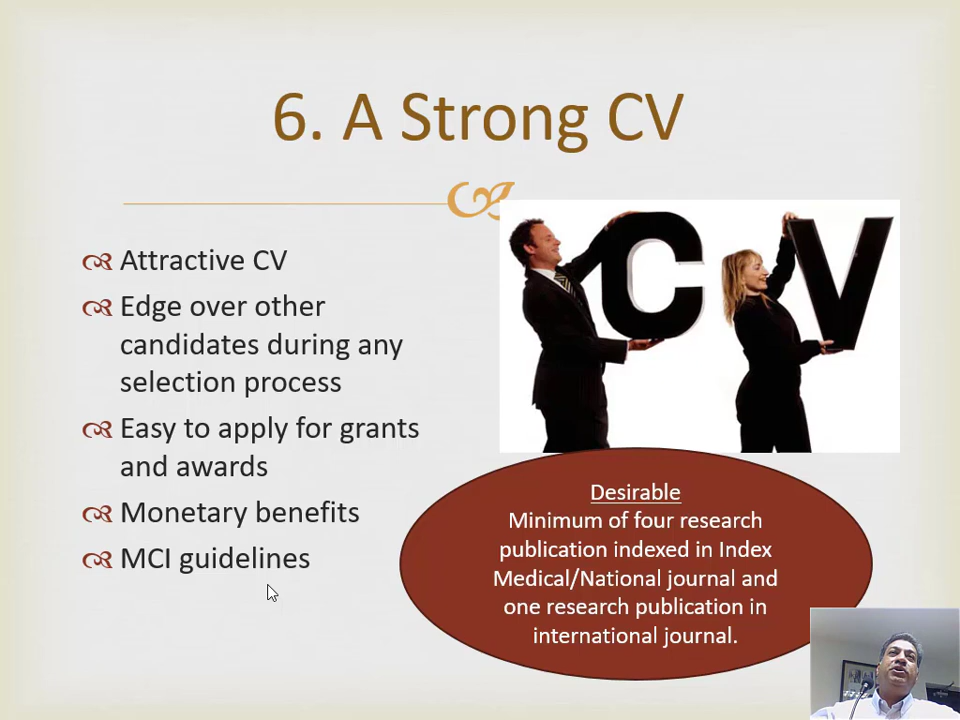 6. A Strong CV
Attractive CV
Edge over other
candidates during any
selection process
Easy to apply for grants
and awards
Monetary benefits
MCI guidelines
CV
Desirable
Minimum of four research
publication indexed in Index
Medical/National journal and
one research publication in
international journal.